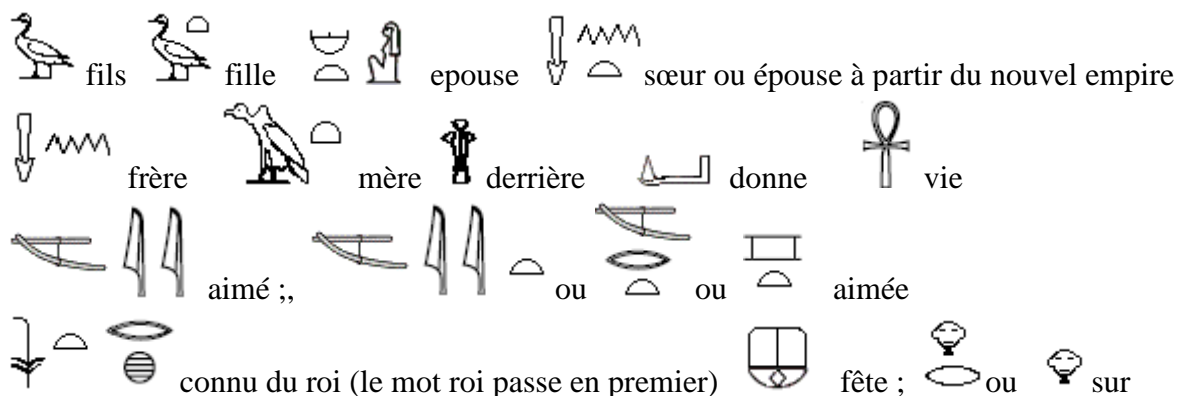 fils fille epouse sœur ou épouse à partir du nouvel empire
frère mère derrière donne vie
aimé ;, ou ou aimée
connu du roi (le mot roi passe en premier) fête ; ou sur